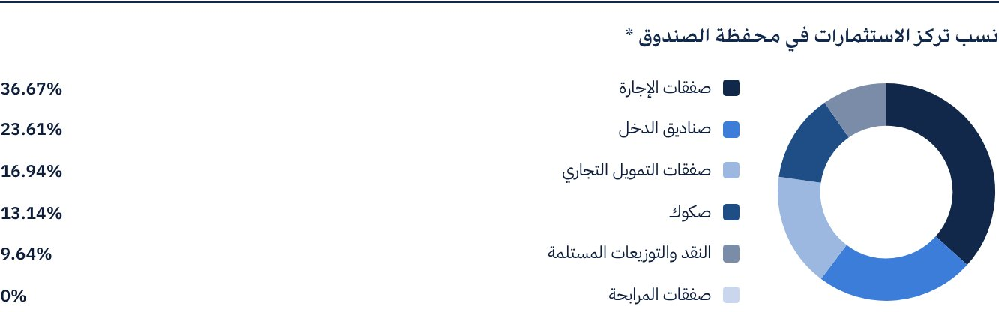 نسب تركز الاستثمارات في محفظة الصندوق *
صفقات الإجارة 36.67%
صناديق الدخل 23.61%
صفقات التمويل التجاري 16.94%
صكوك 13.14%
النقد والتوزيعات المستلمة 9.64%
صفقات المرابحة 0%